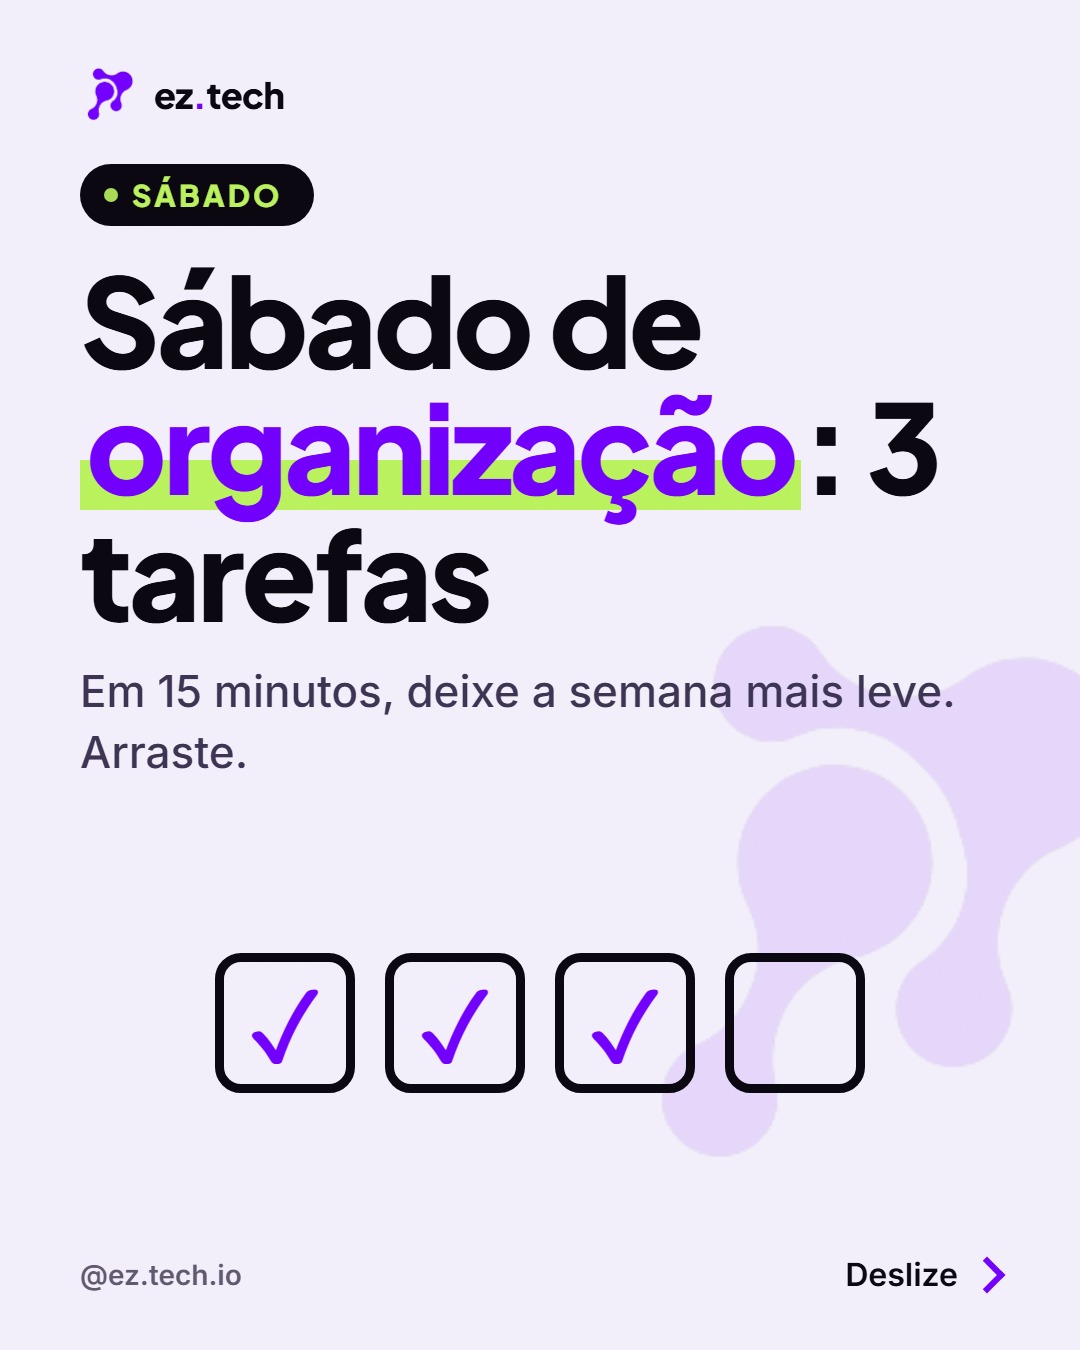 ez.tech
SÁBADO
Sábado de
organização: 3
tarefas
Em 15 minutos, deixe a semana mais leve.
Arraste.
@ez.tech.io
Deslize